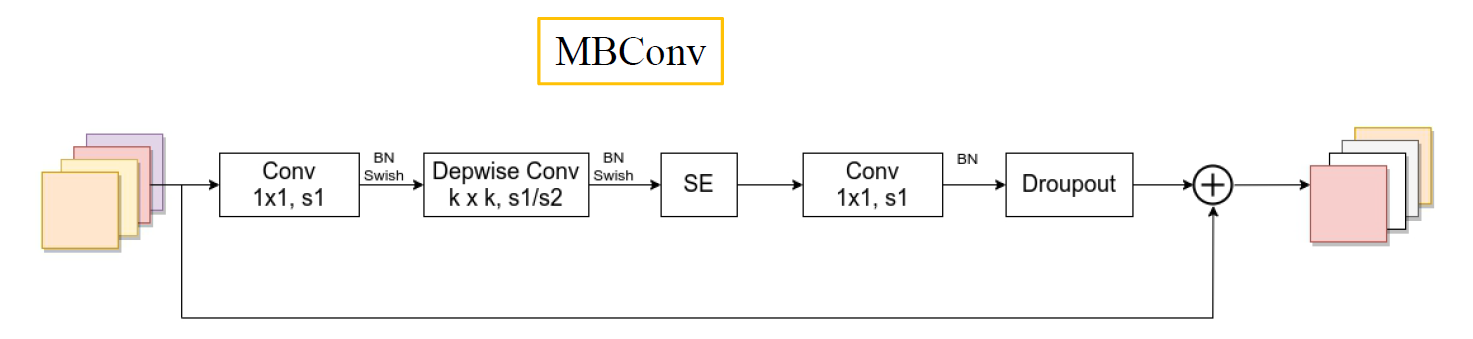 MBConv
Conv
1x1, s1
BN
Swish
Depwise Conv
k x k, s1/s2
BN
Swish
SE
Conv
1x1, s1
BN
Droupout